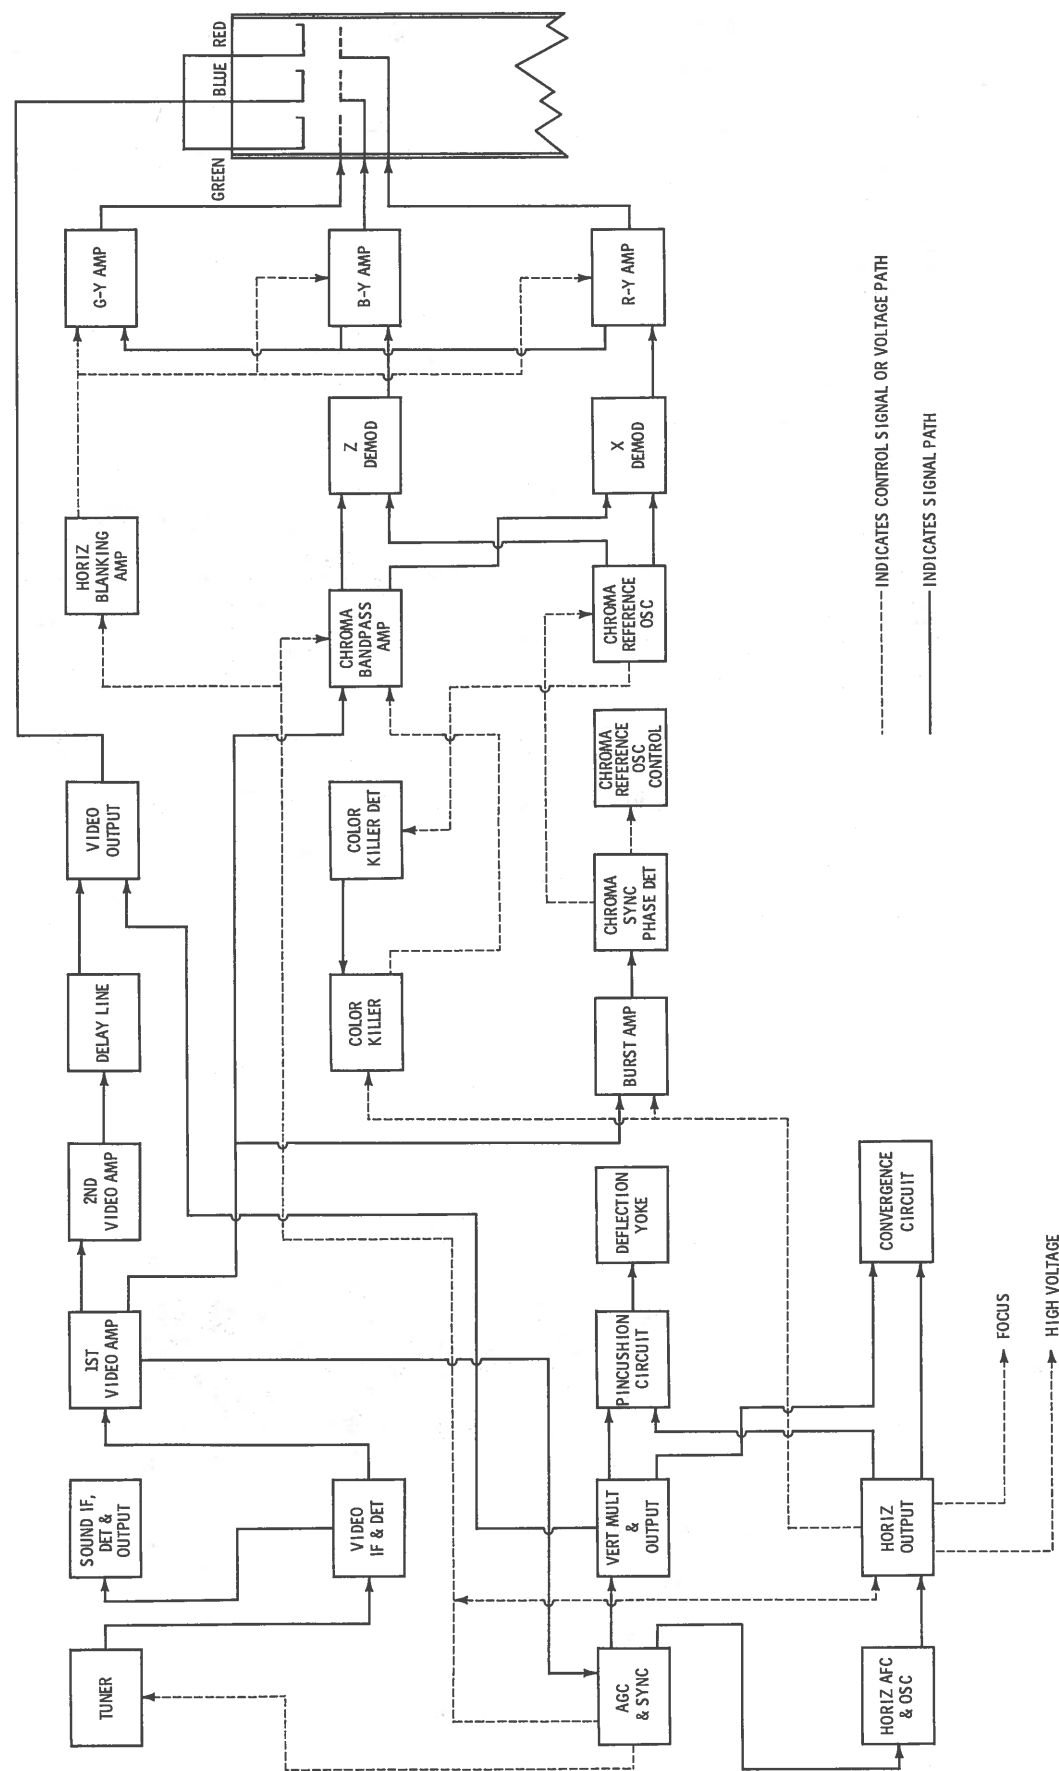 TUNER
SOUND IF,
DET &
OUTPUT
1ST
VIDEO AMP
2ND
VIDEO AMP
DELAY LINE
VIDEO
OUTPUT
HORIZ
BLANKING
AMP
G-Y AMP
GREEN
BLUE
RED
VIDEO
IF & DET
COLOR
KILLER
COLOR
KILLER DET
CHROMA
BANDPASS
AMP
Z
DEMOD
B-Y AMP
AGC
& SYNC
VERT MULT
&
OUTPUT
PINCUSHION
CIRCUIT
DEFLECTION
YOKE
BURST AMP
CHROMA
SYNC
PHASE DET
CHROMA
REFERENCE
OSC
CONTROL
CHROMA
REFERENCE
OSC
X
DEMOD
R-Y AMP
HORIZ AFC
& OSC
HORIZ
OUTPUT
CONVERGENCE
CIRCUIT
INDICATES CONTROL SIGNAL OR VOLTAGE PATH
INDICATES SIGNAL PATH
FOCUS
HIGH VOLTAGE